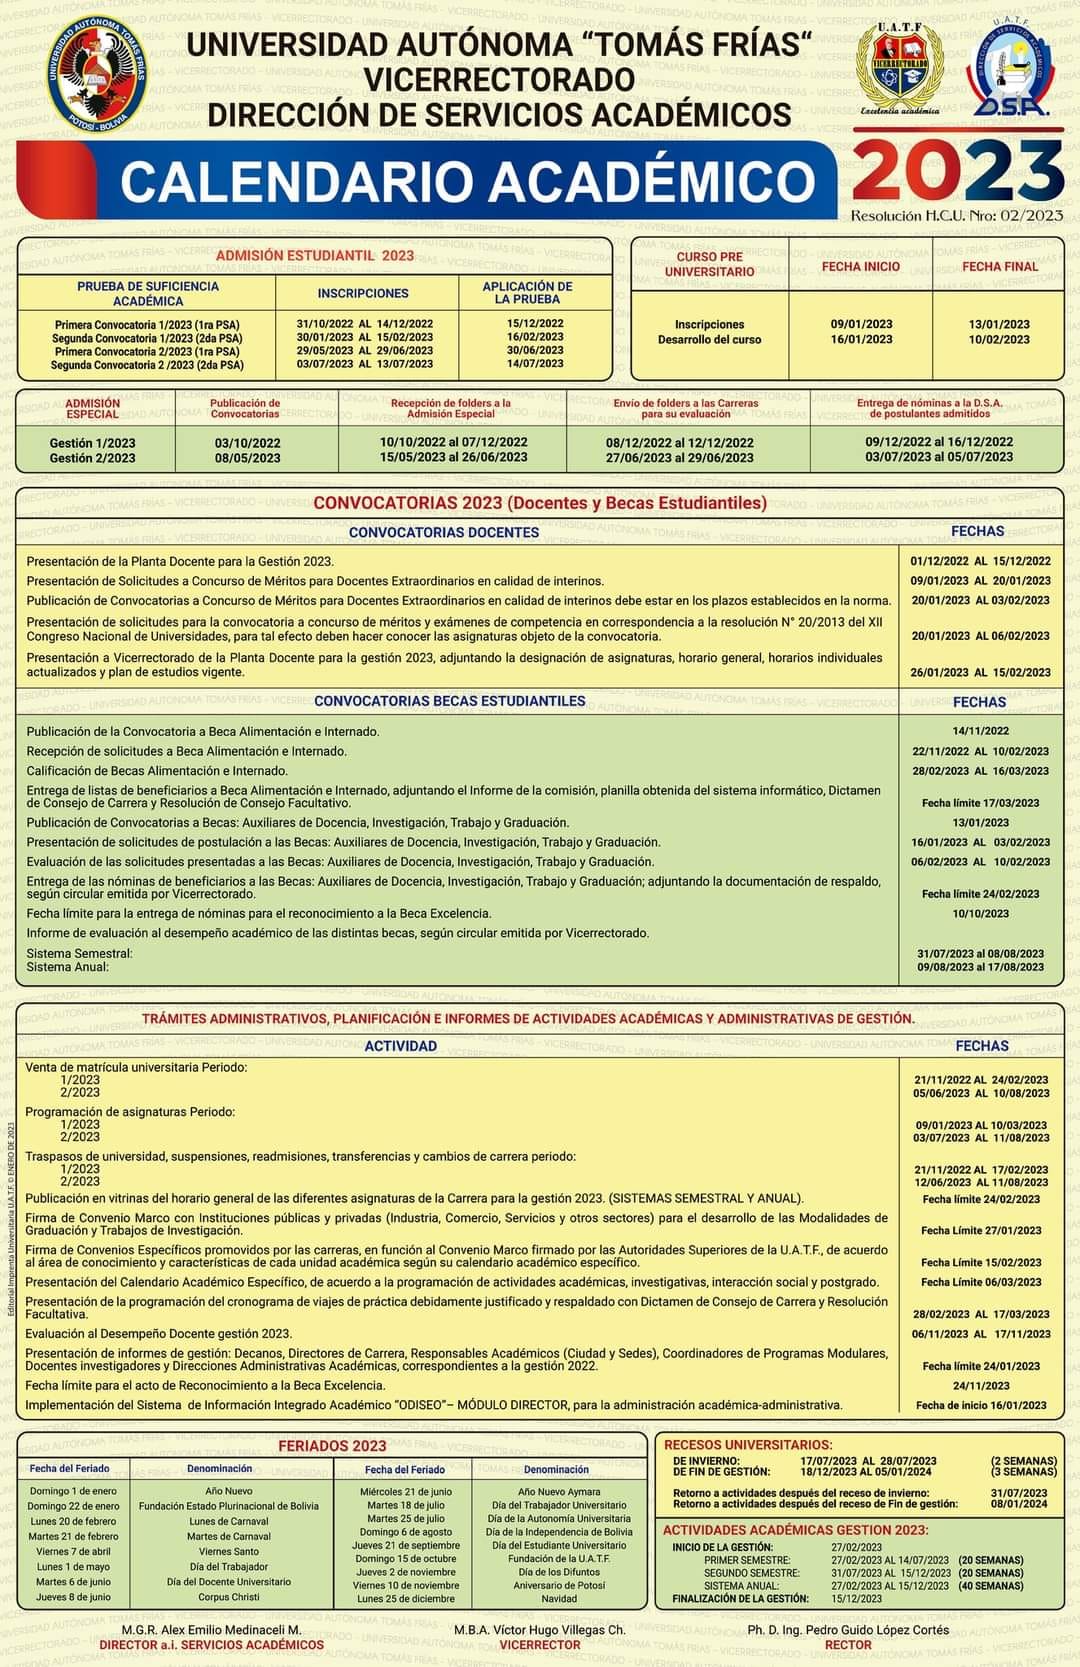 UNIVERSIDAD AUTÓNOMA “TOMÁS FRÍAS“
VICERRECTORADO
DIRECCIÓN DE SERVICIOS ACADÉMICOS
UNIVERSIDAD AUTÓNOMA TOMÁS FRÍAS
POTOSÍ - BOLIVIA
U.A.T.F.
VICERRECTORADO
Excelencia académica
U.A.T.F.
DIRECCIÓN DE SERVICIOS ACADÉMICOS
D.S.A.
CALENDARIO ACADÉMICO
2023
Resolución H.C.U. Nro: 02/2023
ADMISIÓN ESTUDIANTIL 2023
PRUEBA DE SUFICIENCIA ACADÉMICA INSCRIPCIONES APLICACIÓN DE LA PRUEBA
Primera Convocatoria 1/2023 (1ra PSA) 31/10/2022 AL 14/12/2022 15/12/2022
Segunda Convocatoria 1/2023 (2da PSA) 30/01/2023 AL 15/02/2023 16/02/2023
Primera Convocatoria 2/2023 (1ra PSA) 29/05/2023 AL 29/06/2023 30/06/2023
Segunda Convocatoria 2 /2023 (2da PSA) 03/07/2023 AL 13/07/2023 14/07/2023
CURSO PRE UNIVERSITARIO FECHA INICIO FECHA FINAL
Inscripciones 09/01/2023 13/01/2023
Desarrollo del curso 16/01/2023 10/02/2023
ADMISIÓN ESPECIAL Publicación de Convocatorias Recepción de folders a la Admisión Especial Envío de folders a las Carreras para su evaluación Entrega de nóminas a la D.S.A. de postulantes admitidos
Gestión 1/2023 03/10/2022 10/10/2022 al 07/12/2022 08/12/2022 al 12/12/2022 09/12/2022 al 16/12/2022
Gestión 2/2023 08/05/2023 15/05/2023 al 26/06/2023 27/06/2023 al 29/06/2023 03/07/2023 al 05/07/2023
CONVOCATORIAS 2023 (Docentes y Becas Estudiantiles)
CONVOCATORIAS DOCENTES FECHAS
Presentación de la Planta Docente para la Gestión 2023. 01/12/2022 AL 15/12/2022
Presentación de Solicitudes a Concurso de Méritos para Docentes Extraordinarios en calidad de interinos. 09/01/2023 AL 20/01/2023
Publicación de Convocatorias a Concurso de Méritos para Docentes Extraordinarios en calidad de interinos debe estar en los plazos establecidos en la norma. 20/01/2023 AL 03/02/2023
Presentación de solicitudes para la convocatoria a concurso de méritos y exámenes de competencia en correspondencia a la resolución N° 20/2013 del XII
Congreso Nacional de Universidades, para tal efecto deben hacer conocer las asignaturas objeto de la convocatoria. 20/01/2023 AL 06/02/2023
Presentación a Vicerrectorado de la Planta Docente para la gestión 2023, adjuntando la designación de asignaturas, horario general, horarios individuales
actualizados y plan de estudios vigente. 26/01/2023 AL 15/02/2023
CONVOCATORIAS BECAS ESTUDIANTILES FECHAS
Publicación de la Convocatoria a Beca Alimentación e Internado. 14/11/2022
Recepción de solicitudes a Beca Alimentación e Internado. 22/11/2022 AL 10/02/2023
Calificación de Becas Alimentación e Internado. 28/02/2023 AL 16/03/2023
Entrega de listas de beneficiarios a Beca Alimentación e Internado, adjuntando el Informe de la comisión, planilla obtenida del sistema informático, Dictamen
de Consejo de Carrera y Resolución de Consejo Facultativo. Fecha límite 17/03/2023
Publicación de Convocatorias a Becas: Auxiliares de Docencia, Investigación, Trabajo y Graduación. 13/01/2023
Presentación de solicitudes de postulación a las Becas: Auxiliares de Docencia, Investigación, Trabajo y Graduación. 16/01/2023 AL 03/02/2023
Evaluación de las solicitudes presentadas a las Becas: Auxiliares de Docencia, Investigación, Trabajo y Graduación. 06/02/2023 AL 10/02/2023
Entrega de las nóminas de beneficiarios a las Becas: Auxiliares de Docencia, Investigación, Trabajo y Graduación; adjuntando la documentación de respaldo,
según circular emitida por Vicerrectorado. Fecha límite 24/02/2023
Fecha límite para la entrega de nóminas para el reconocimiento a la Beca Excelencia. 10/10/2023
Informe de evaluación al desempeño académico de las distintas becas, según circular emitida por Vicerrectorado.
Sistema Semestral: 31/07/2023 al 08/08/2023
Sistema Anual: 09/08/2023 al 17/08/2023
TRÁMITES ADMINISTRATIVOS, PLANIFICACIÓN E INFORMES DE ACTIVIDADES ACADÉMICAS Y ADMINISTRATIVAS DE GESTIÓN.
ACTIVIDAD FECHAS
Venta de matrícula universitaria Periodo:
1/2023 21/11/2022 AL 24/02/2023
2/2023 05/06/2023 AL 10/08/2023
Programación de asignaturas Periodo:
1/2023 09/01/2023 AL 10/03/2023
2/2023 03/07/2023 AL 11/08/2023
Traspasos de universidad, suspensiones, readmisiones, transferencias y cambios de carrera periodo:
1/2023 21/11/2022 AL 17/02/2023
2/2023 12/06/2023 AL 11/08/2023
Publicación en vitrinas del horario general de las diferentes asignaturas de la Carrera para la gestión 2023. (SISTEMAS SEMESTRAL Y ANUAL). Fecha límite 24/02/2023
Firma de Convenio Marco con Instituciones públicas y privadas (Industria, Comercio, Servicios y otros sectores) para el desarrollo de las Modalidades de
Graduación y Trabajos de Investigación. Fecha Límite 27/01/2023
Firma de Convenios Específicos promovidos por las carreras, en función al Convenio Marco firmado por las Autoridades Superiores de la U.A.T.F., de acuerdo
al área de conocimiento y características de cada unidad académica según su calendario académico específico. Fecha Límite 15/02/2023
Presentación del Calendario Académico Específico, de acuerdo a la programación de actividades académicas, investigativas, interacción social y postgrado. Fecha Límite 06/03/2023
Presentación de la programación del cronograma de viajes de práctica debidamente justificado y respaldado con Dictamen de Consejo de Carrera y Resolución
Facultativa. 28/02/2023 AL 17/03/2023
Evaluación al Desempeño Docente gestión 2023. 06/11/2023 AL 17/11/2023
Presentación de informes de gestión: Decanos, Directores de Carrera, Responsables Académicos (Ciudad y Sedes), Coordinadores de Programas Modulares,
Docentes investigadores y Direcciones Administrativas Académicas, correspondientes a la gestión 2022. Fecha límite 24/01/2023
Fecha límite para el acto de Reconocimiento a la Beca Excelencia. 24/11/2023
Implementación del Sistema de Información Integrado Académico “ODISEO”– MÓDULO DIRECTOR, para la administración académica-administrativa. Fecha de inicio 16/01/2023
Editorial Imprenta Universitaria U.A.T.F. © ENERO DE 2023
FERIADOS 2023
Fecha del Feriado Denominación Fecha del Feriado Denominación
Domingo 1 de enero Año Nuevo Miércoles 21 de junio Año Nuevo Aymara
Domingo 22 de enero Fundación Estado Plurinacional de Bolivia Martes 18 de julio Día del Trabajador Universitario
Lunes 20 de febrero Lunes de Carnaval Martes 25 de julio Día de la Autonomía Universitaria
Martes 21 de febrero Martes de Carnaval Domingo 6 de agosto Día de la Independencia de Bolivia
Viernes 7 de abril Viernes Santo Jueves 21 de septiembre Día del Estudiante Universitario
Lunes 1 de mayo Día del Trabajador Domingo 15 de octubre Fundación de la U.A.T.F.
Martes 6 de junio Día del Docente Universitario Jueves 2 de noviembre Día de los Difuntos
Jueves 8 de junio Corpus Christi Viernes 10 de noviembre Aniversario de Potosí
Lunes 25 de diciembre Navidad
RECESOS UNIVERSITARIOS:
DE INVIERNO: 17/07/2023 AL 28/07/2023 (2 SEMANAS)
DE FIN DE GESTIÓN: 18/12/2023 AL 05/01/2024 (3 SEMANAS)
Retorno a actividades después del receso de invierno: 31/07/2023
Retorno a actividades después del receso de Fin de gestión: 08/01/2024
ACTIVIDADES ACADÉMICAS GESTION 2023:
INICIO DE LA GESTIÓN: 27/02/2023
PRIMER SEMESTRE: 27/02/2023 AL 14/07/2023 (20 SEMANAS)
SEGUNDO SEMESTRE: 31/07/2023 AL 15/12/2023 (20 SEMANAS)
SISTEMA ANUAL: 27/02/2023 AL 15/12/2023 (40 SEMANAS)
FINALIZACIÓN DE LA GESTIÓN: 15/12/2023
M.G.R. Alex Emilio Medinaceli M.
DIRECTOR a.i. SERVICIOS ACADÉMICOS
M.B.A. Víctor Hugo Villegas Ch.
VICERRECTOR
Ph. D. Ing. Pedro Guido López Cortés
RECTOR